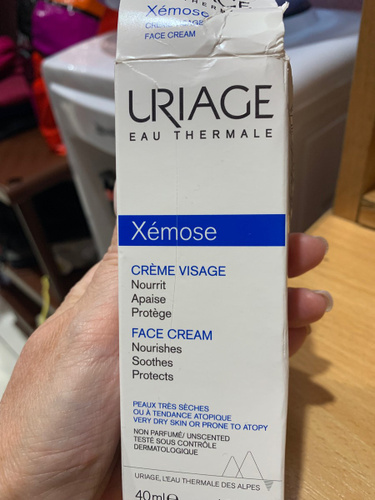 Xémose
FACE CREAM
URIAGE
EAU THERMALE
Xémose
CRÈME VISAGE
Nourrit
Apaise
Protège
FACE CREAM
Nourishes
Soothes
Protects
PEAUX TRÈS SÈCHES
OU À TENDANCE ATOPIQUE
VERY DRY SKIN OR PRONE TO ATOPY
NON PARFUMÉ/ UNSCENTED
TESTÉ SOUS CONTRÔLE
DERMATOLOGIQUE
URIAGE, L'EAU THERMALE DES ALPES
40ml℮